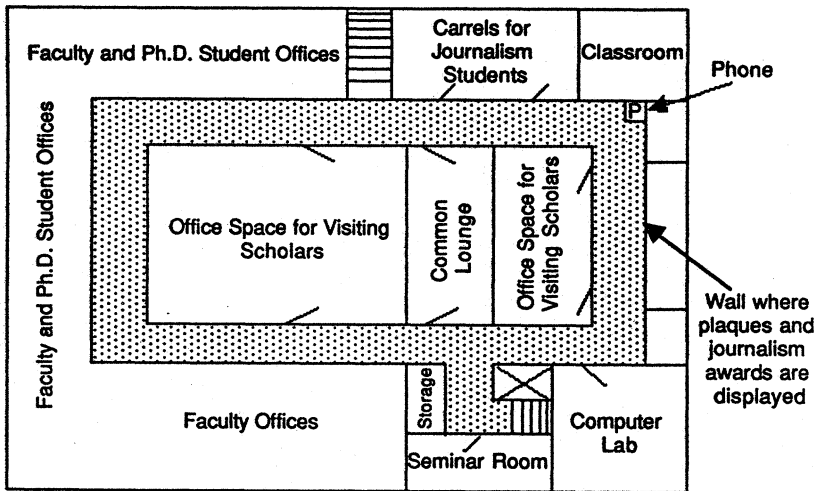 Faculty and Ph.D. Student Offices
Carrels for
Journalism
Students
Classroom
Phone
P
Faculty and Ph.D. Student Offices
Office Space for Visiting
Scholars
Common
Lounge
Office Space for
Visiting Scholars
Wall where
plaques and
journalism
awards are
displayed
Faculty Offices
Storage
Seminar Room
Computer
Lab